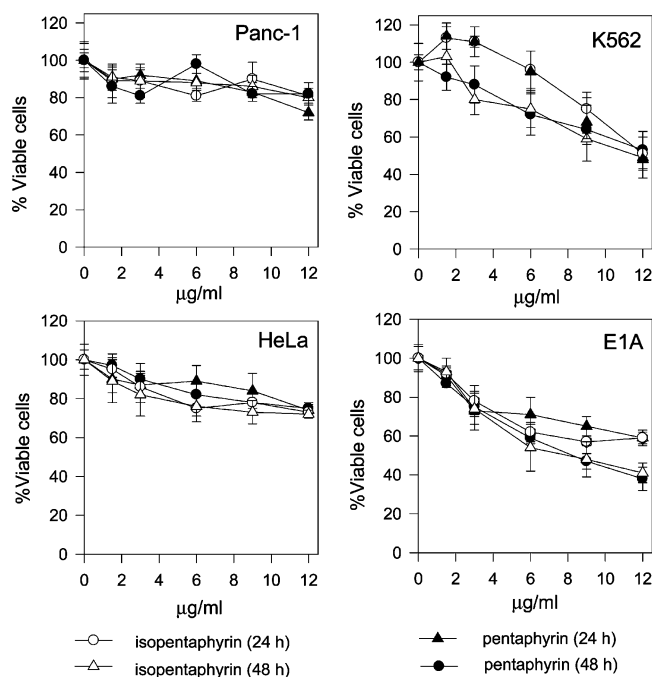 Panc-1
120
100
80
60
40
20
0
% Viable cells
0 2 4 6 8 10 12
µg/ml
K562
120
100
80
60
40
20
0
% Viable cells
0 2 4 6 8 10 12
µg/ml
HeLa
120
100
80
60
40
20
0
%Viable cells
0 2 4 6 8 10 12
µg/ml
E1A
120
100
80
60
40
20
0
%Viable cells
0 2 4 6 8 10 12
µg/ml
isopentaphyrin (24 h)
isopentaphyrin (48 h)
pentaphyrin (24 h)
pentaphyrin (48 h)